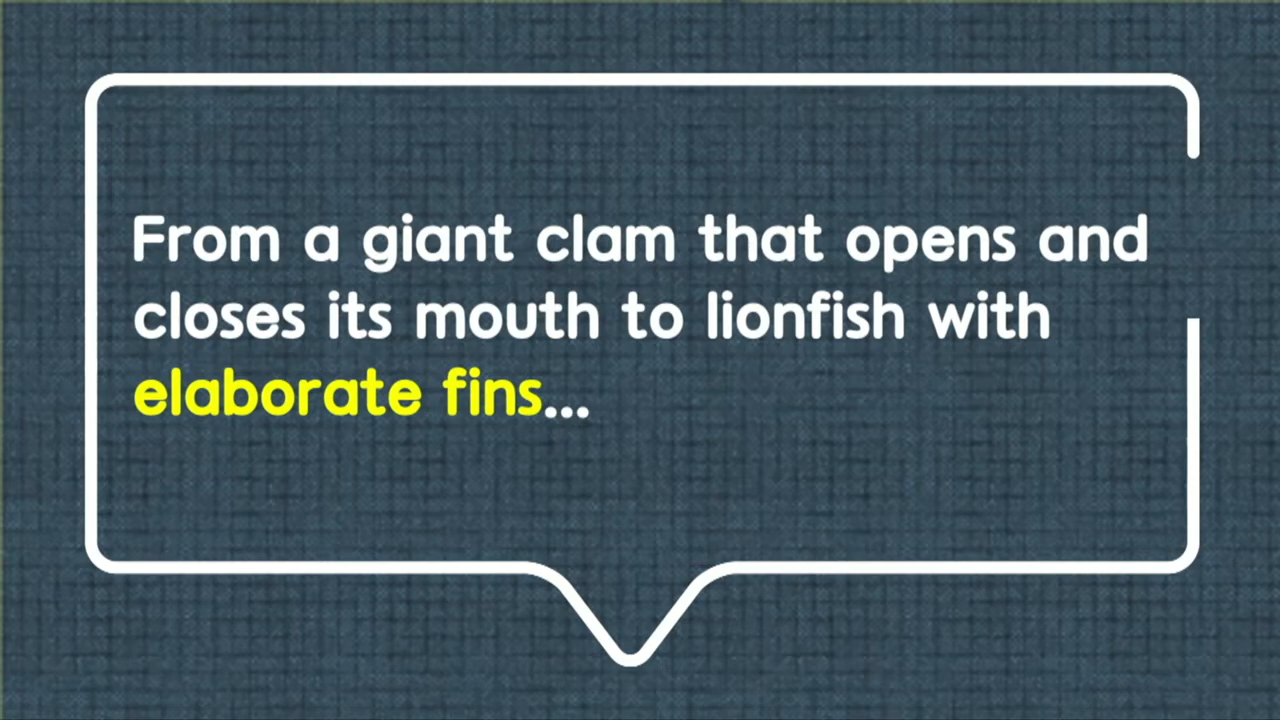 From a giant clam that opens and
closes its mouth to lionfish with
elaborate fins...